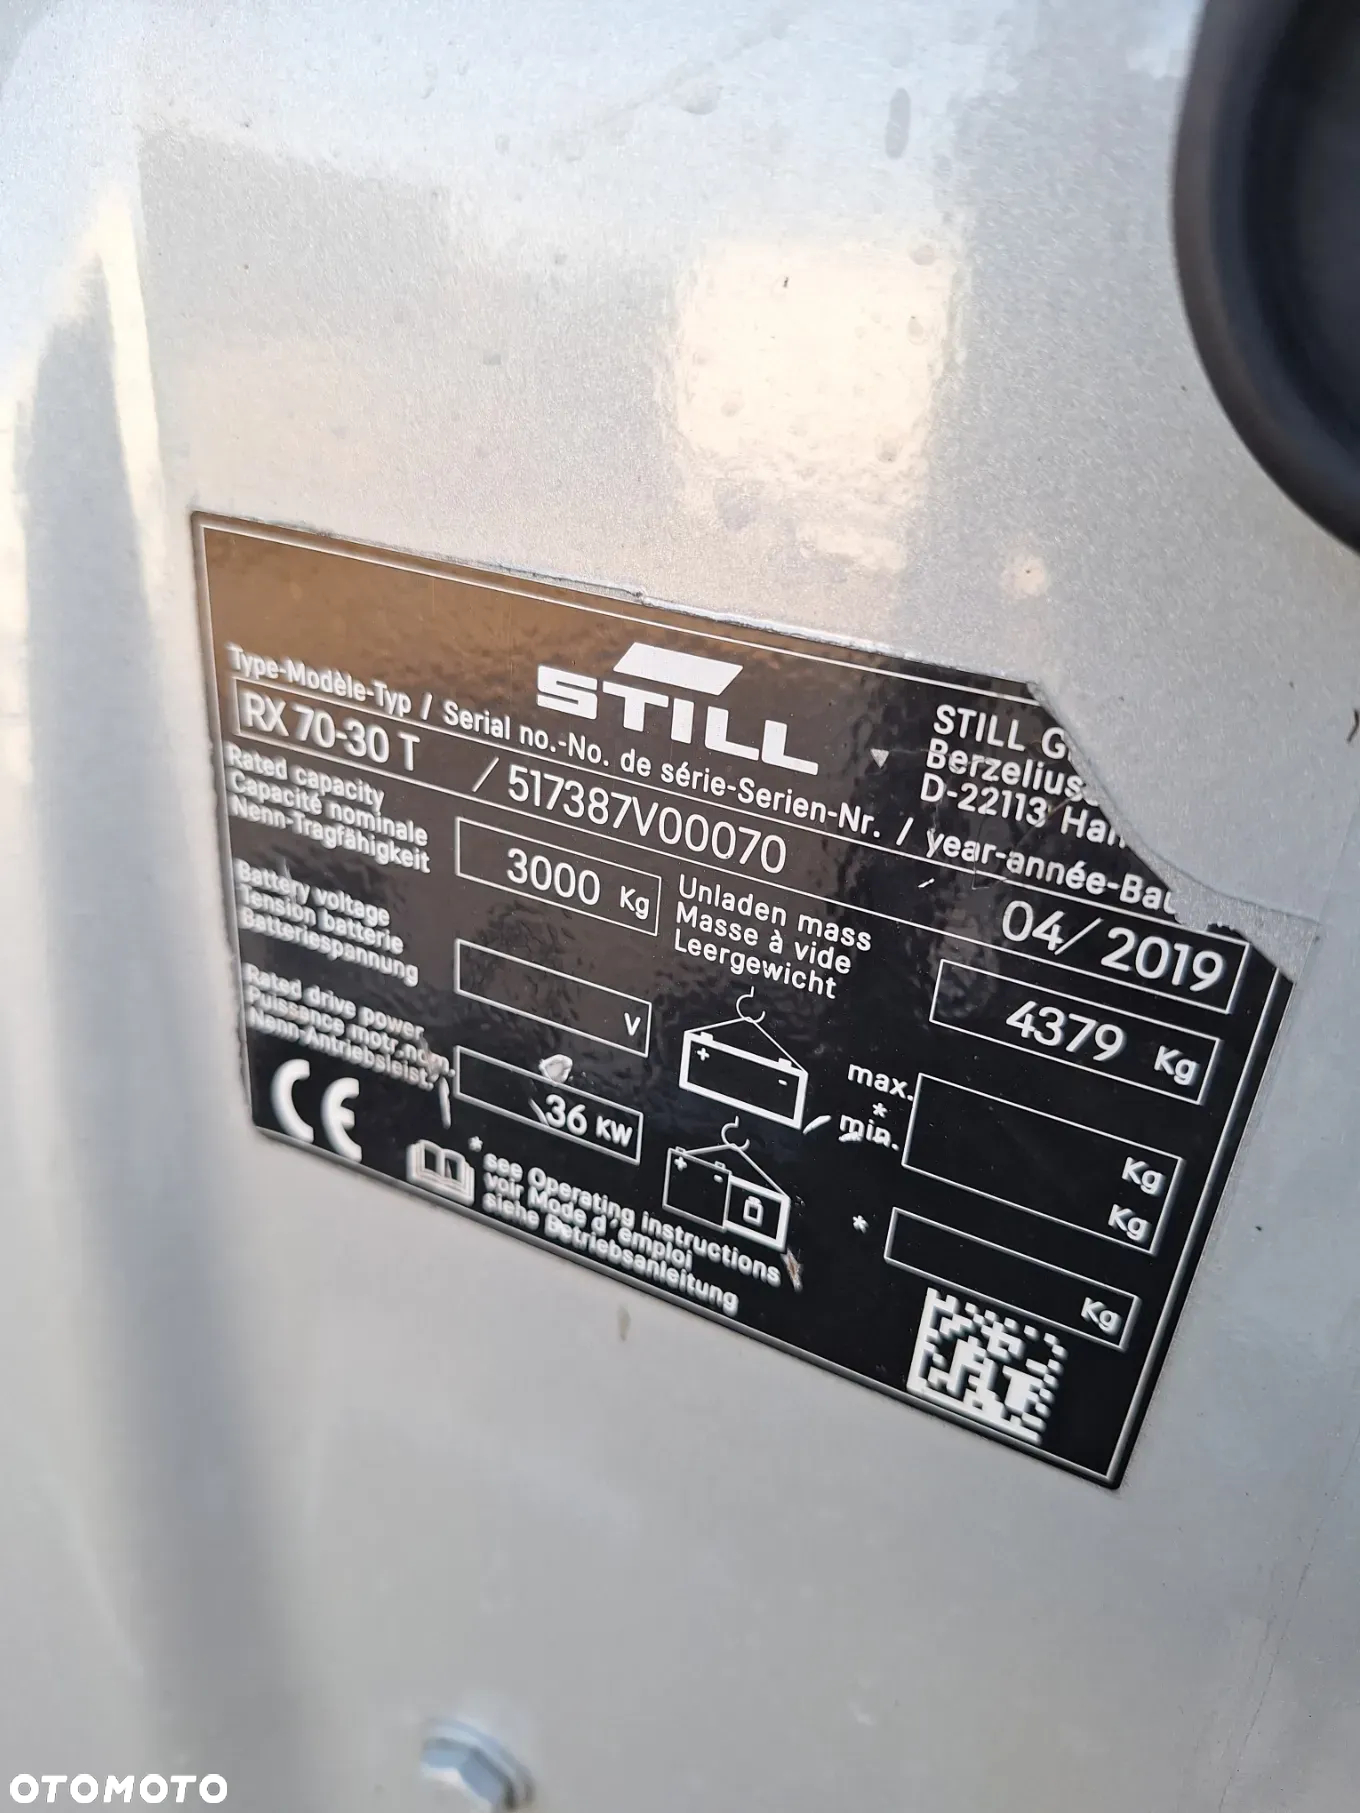 STILL
STILL G
Berzelius
D-22113 Ham
Type-Modèle-Typ / Serial no.-No. de série-Serien-Nr. / year-année-Bau
RX 70-30 T / 517387V00070 04/2019
Rated capacity
Capacité nominale
Nenn-Tragfähigkeit
3000 Kg
Unladen mass
Masse à vide
Leergewicht
4379 Kg
Battery voltage
Tension batterie
Batteriespannung
V
+ -
max.
*
min.
Kg
Kg
Rated drive power
Puissance motr.nom.
Nenn-Antriebsleist.
36 KW
+ -
*
Kg
CE
* see Operating instructions
voir Mode d'emploi
siehe Betriebsanleitung
OTOMOTO